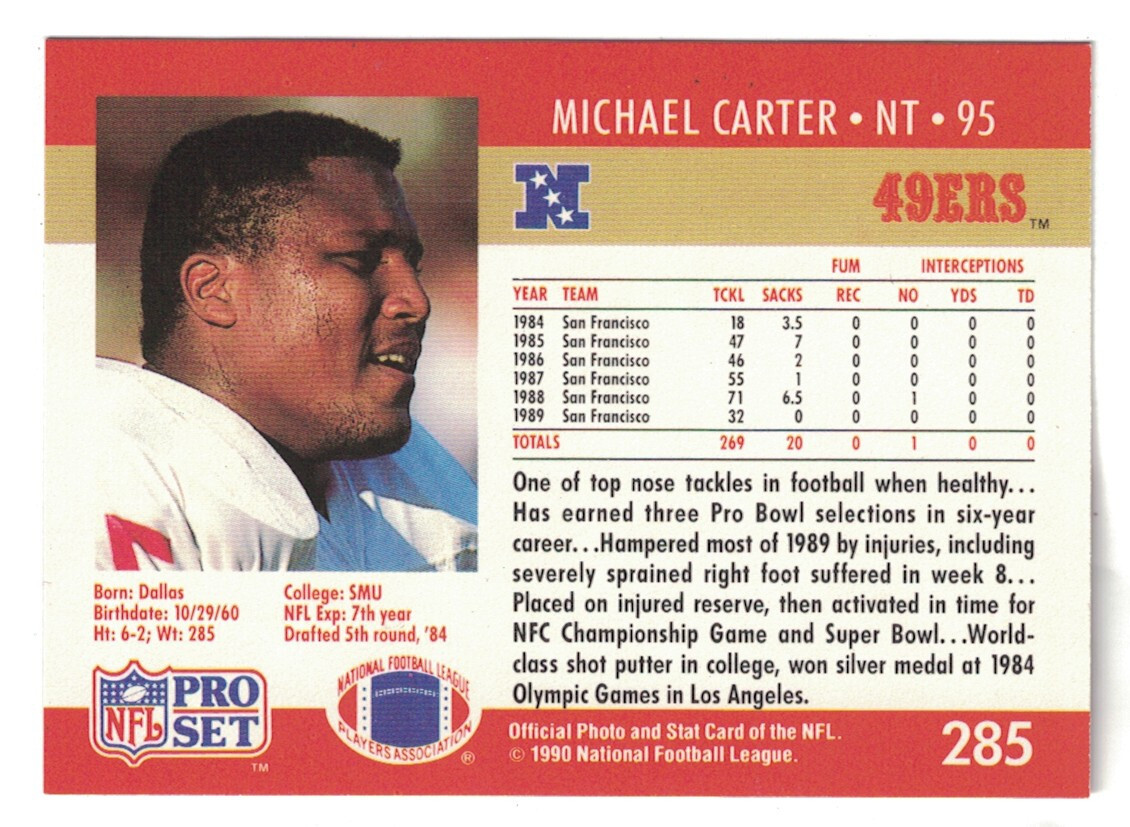 MICHAEL CARTER • NT • 95
N
49ERS™
FUM INTERCEPTIONS
YEAR TEAM TCKL SACKS REC NO YDS TD
1984 San Francisco 18 3.5 0 0 0 0
1985 San Francisco 47 7 0 0 0 0
1986 San Francisco 46 2 0 0 0 0
1987 San Francisco 55 1 0 0 0 0
1988 San Francisco 71 6.5 0 1 0 0
1989 San Francisco 32 0 0 0 0 0
TOTALS 269 20 0 1 0 0
One of top nose tackles in football when healthy...
Has earned three Pro Bowl selections in six-year
career...Hampered most of 1989 by injuries, including
severely sprained right foot suffered in week 8...
Placed on injured reserve, then activated in time for
NFC Championship Game and Super Bowl...World-
class shot putter in college, won silver medal at 1984
Olympic Games in Los Angeles.
Born: Dallas
Birthdate: 10/29/60
Ht: 6-2; Wt: 285
College: SMU
NFL Exp: 7th year
Drafted 5th round, '84
NFL
PRO
SET
™
NATIONAL FOOTBALL LEAGUE
PLAYERS ASSOCIATION
®
Official Photo and Stat Card of the NFL.
© 1990 National Football League.
285